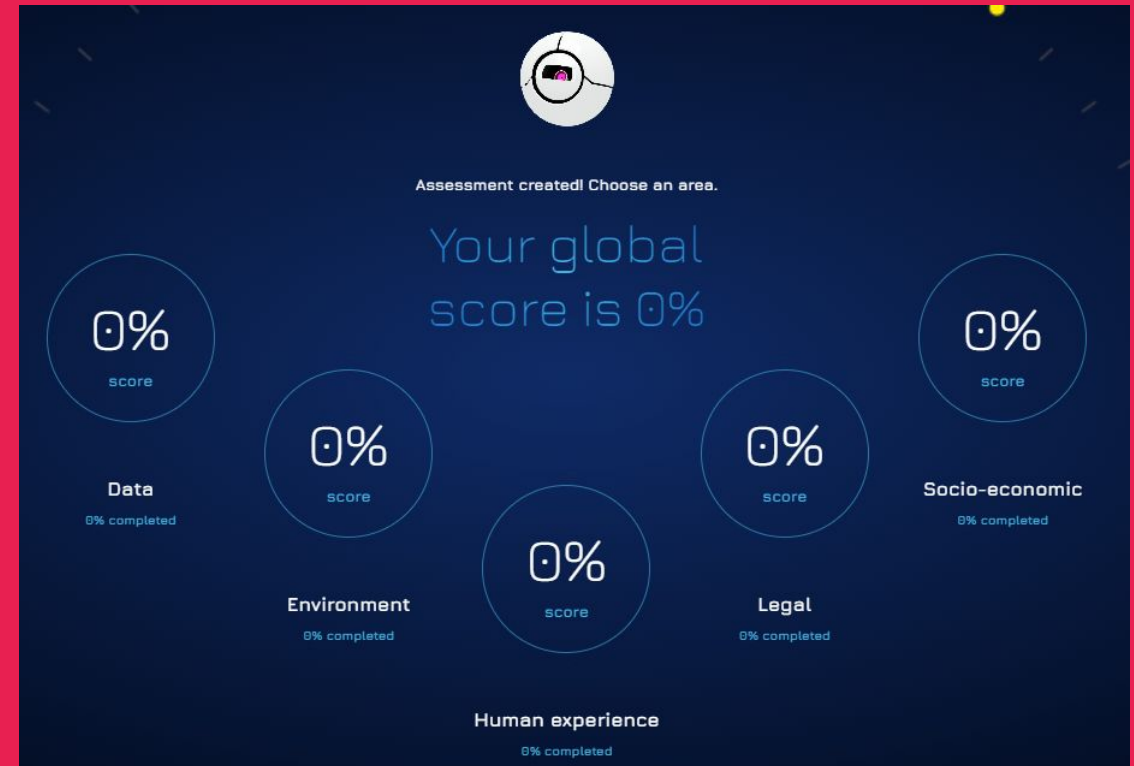 Assessment created! Choose an area.
Your global
score is 0%
0%
score
Data
0% completed
0%
score
Environment
0% completed
0%
score
Human experience
0% completed
0%
score
Legal
0% completed
0%
score
Socio-economic
0% completed